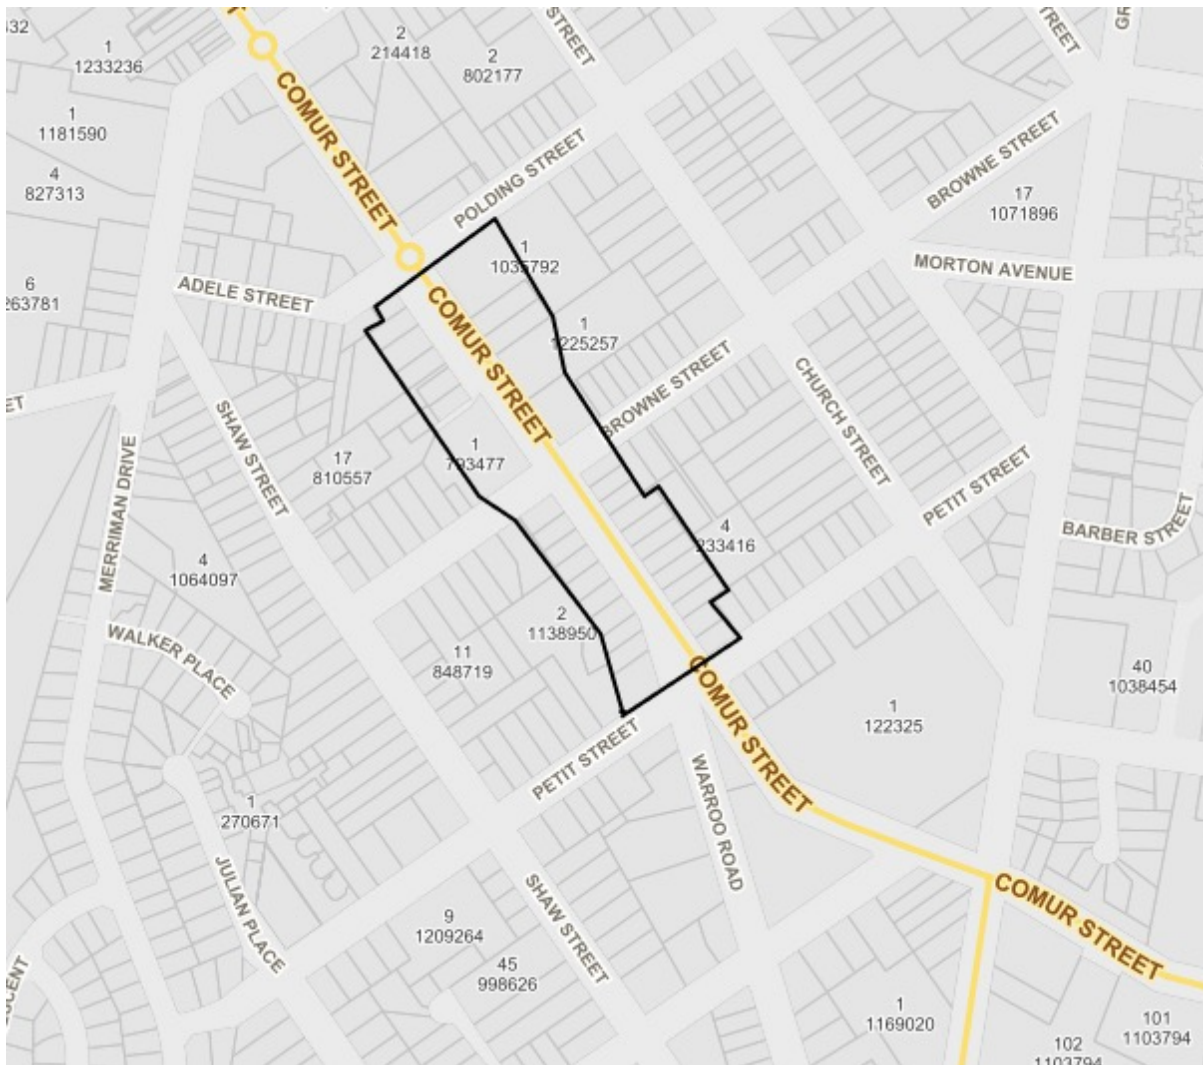 432
1
1233236
2
214418
2
802177
STREET
STREET
GR
1
1181590
COMUR STREET
4
827313
POLDING STREET
BROWNE STREET
17
1071896
6
263781
ADELE STREET
1
1035792
MORTON AVENUE
COMUR STREET
1
1225257
BROWNE STREET
CHURCH STREET
ET
SHAW STREET
MERRIMAN DRIVE
17
810557
1
793477
PETIT STREET
4
233416
BARBER STREET
4
1064097
WALKER PLACE
2
1138950
11
848719
40
1038454
1
122325
COMUR STREET
PETIT STREET
WARROO ROAD
1
270671
JULIAN PLACE
SHAW STREET
COMUR STREET
9
1209264
45
998626
SCENT
1
1169020
101
1103794
102
1103794